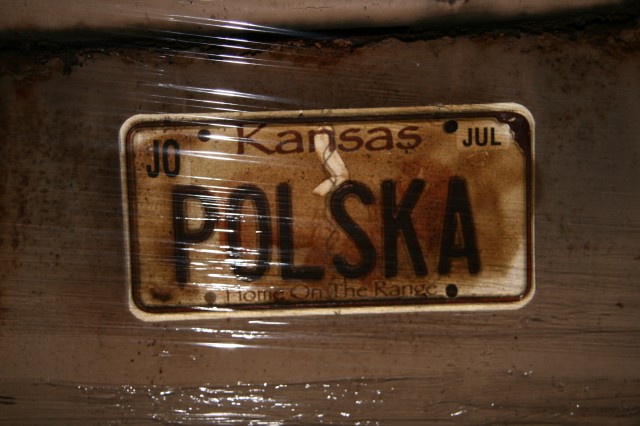 Kansas
JO
JUL
POLSKA
Home On The Range